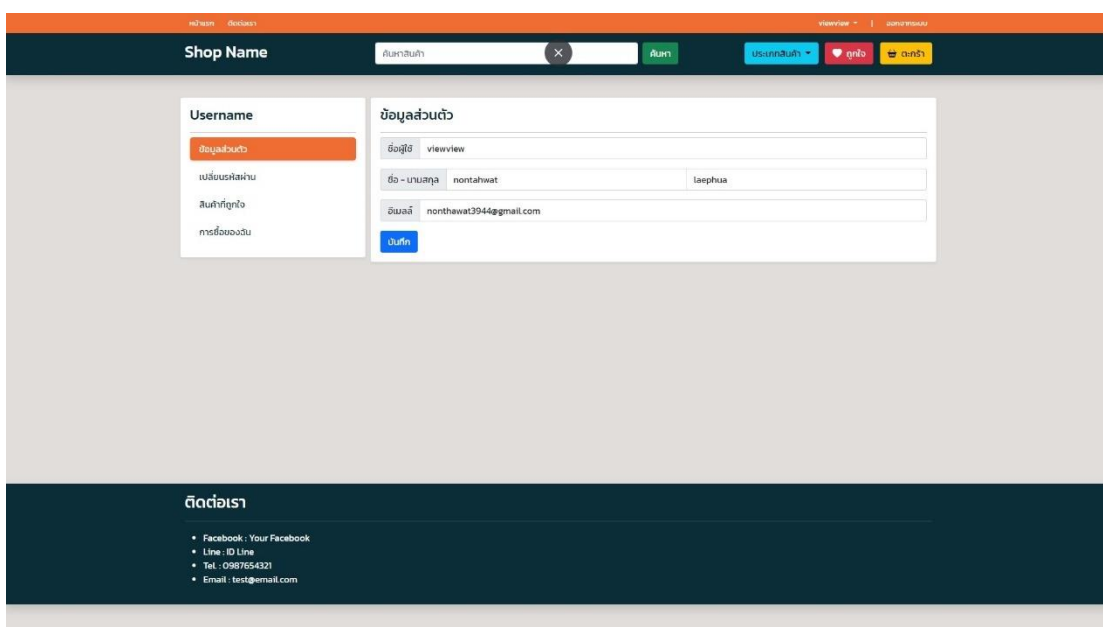 หน้าแรก ติดต่อเรา viewview | ออกจากระบบ
Shop Name ค้นหาสินค้า ค้นหา ประเภทสินค้า ถูกใจ ตะกร้า
Username
ข้อมูลส่วนตัว
เปลี่ยนรหัสผ่าน
สินค้าที่ถูกใจ
การซื้อของฉัน
ข้อมูลส่วนตัว
ชื่อผู้ใช้ viewview
ชื่อ - นามสกุล nontahwat laephua
อีเมลล์ nonthawat3944@gmail.com
บันทึก
ติดต่อเรา
• Facebook : Your Facebook
• Line : ID Line
• Tel. : 0987654321
• Email : test@email.com